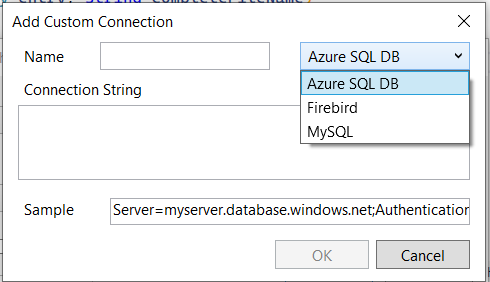 Add Custom Connection
Name
Azure SQL DB
Azure SQL DB
Firebird
MySQL
Connection String
Sample
Server=myserver.database.windows.net;Authentication
OK
Cancel